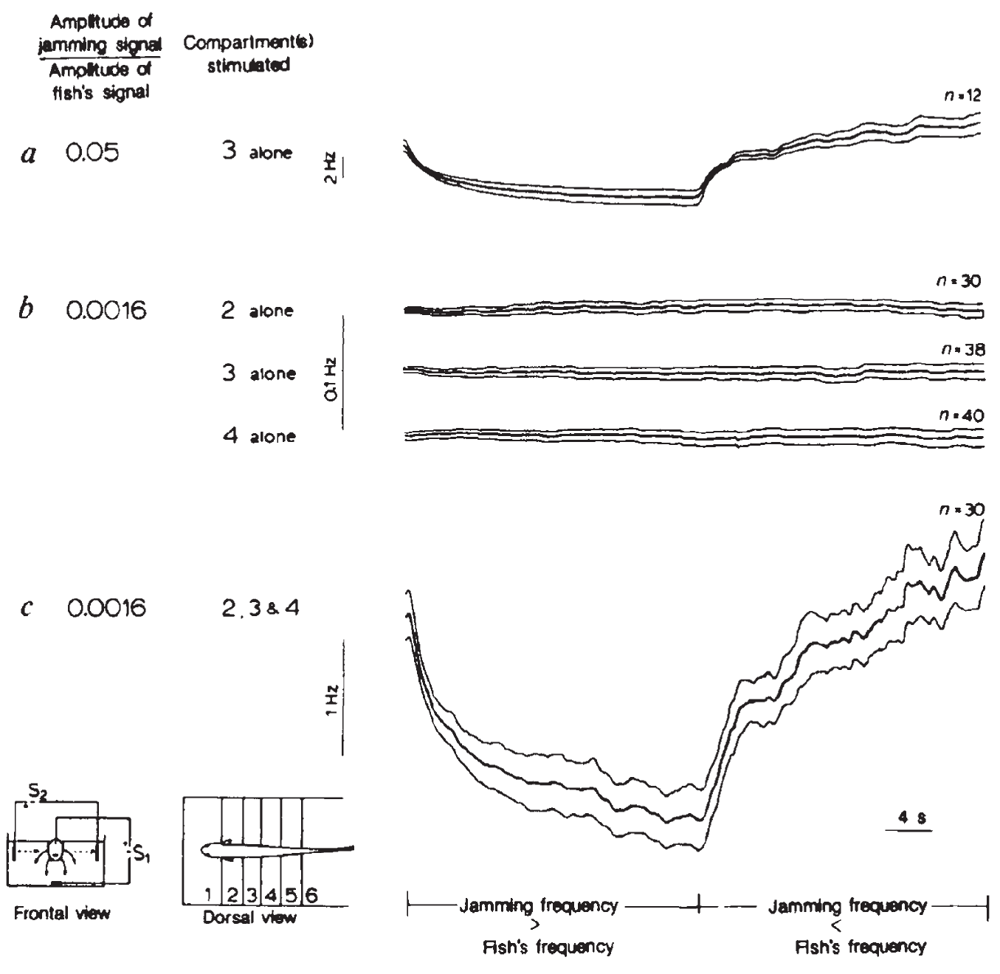 Amplitude of
jamming signal
Amplitude of
fish's signal
Compartment(s)
stimulated
n = 12
a 0.05 3 alone
2 Hz
n = 30
b 0.0016 2 alone
n = 38
3 alone
0.1 Hz
n = 40
4 alone
n = 30
c 0.0016 2, 3 & 4
1 Hz
4 s
S2
S1
Frontal view
1 2 3 4 5 6
Dorsal view
Jamming frequency
>
Fish's frequency
Jamming frequency
<
Fish's frequency